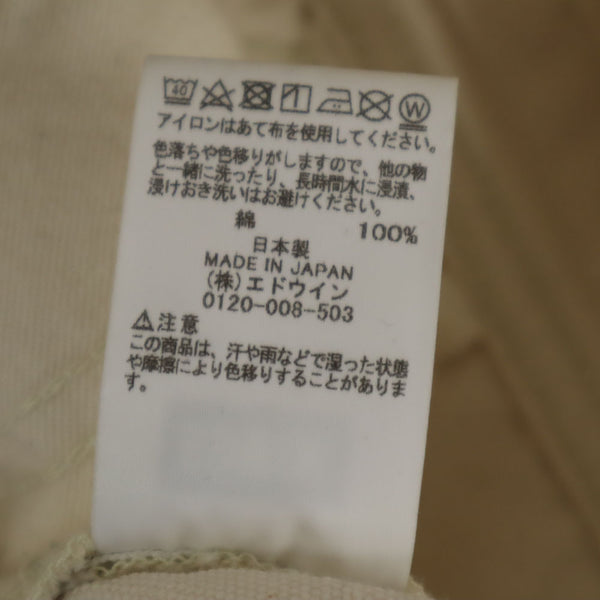 40 W
アイロンはあて布を使用してください。
色落ちや色移りがしますので、他の物
と一緒に洗ったり、長時間水に浸漬、
浸けおき洗いはお避けください。
綿 100%
日本製
MADE IN JAPAN
(株)エドウイン
0120-008-503
⚠注意
この商品は、汗や雨などで湿った状態
や摩擦により色移りすることがありま
す。